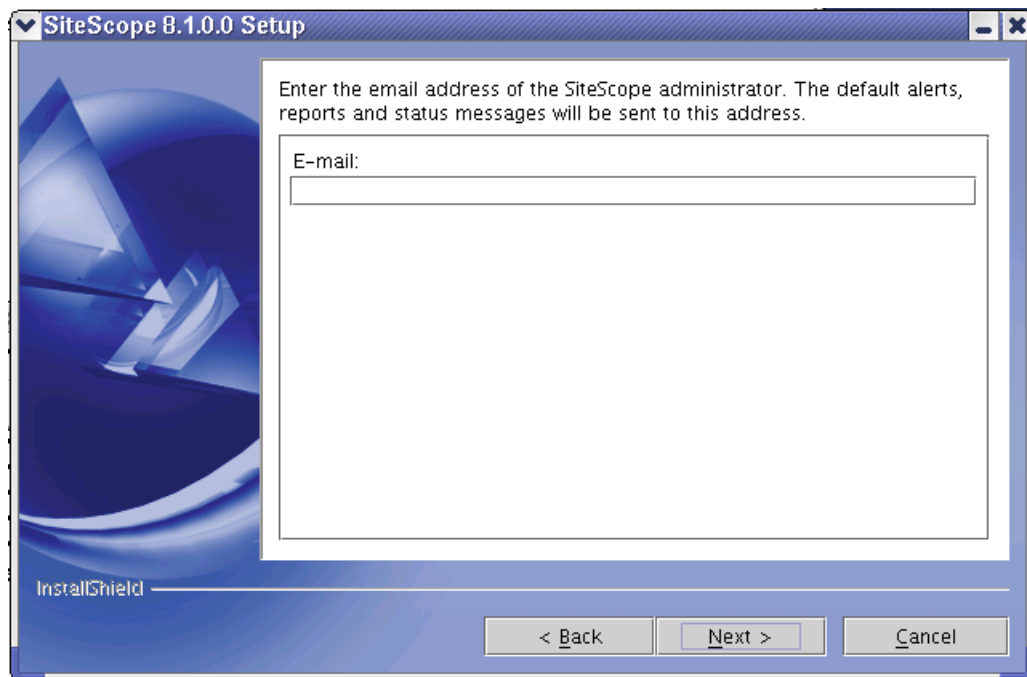 SiteScope 8.1.0.0 Setup
Enter the email address of the SiteScope administrator. The default alerts,
reports and status messages will be sent to this address.
E-mail:
InstallShield
< Back
Next >
Cancel